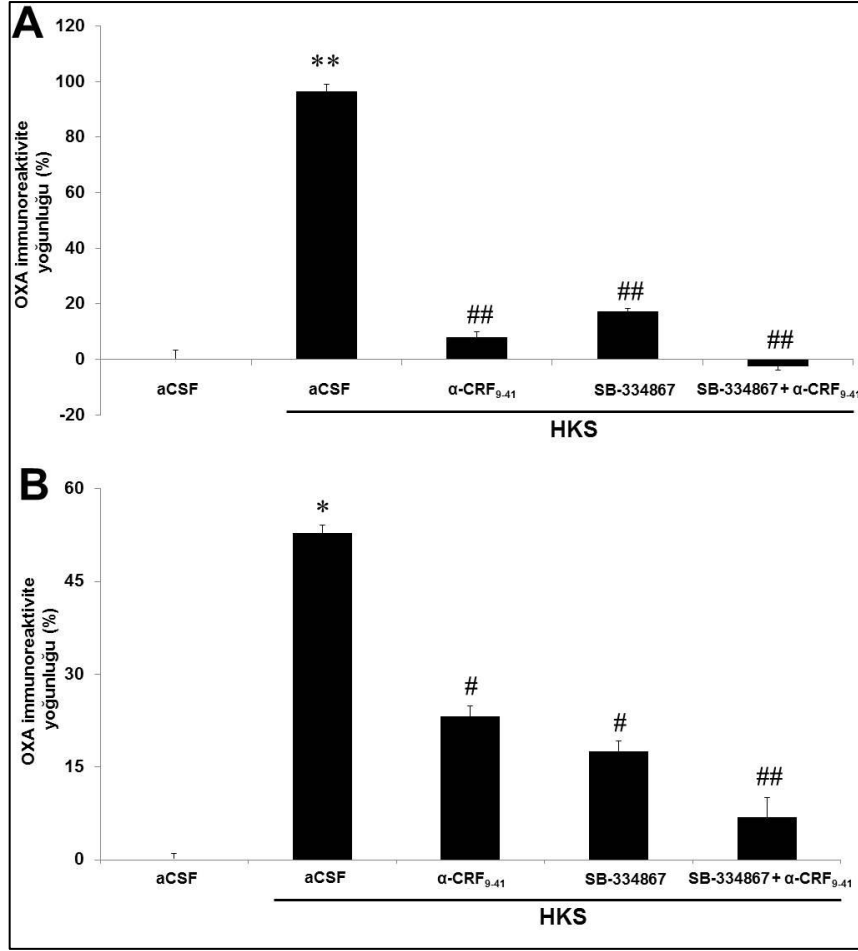 A
OXA immunoreaktivite
yoğunluğu (%)
120
100
80
60
40
20
0
-20
**
##
##
##
aCSF
aCSF
α-CRF9-41
SB-334867
SB-334867 + α-CRF9-41
HKS
B
OXA immunoreaktivite
yoğunluğu (%)
60
45
30
15
0
*
#
#
##
aCSF
aCSF
α-CRF9-41
SB-334867
SB-334867 + α-CRF9-41
HKS